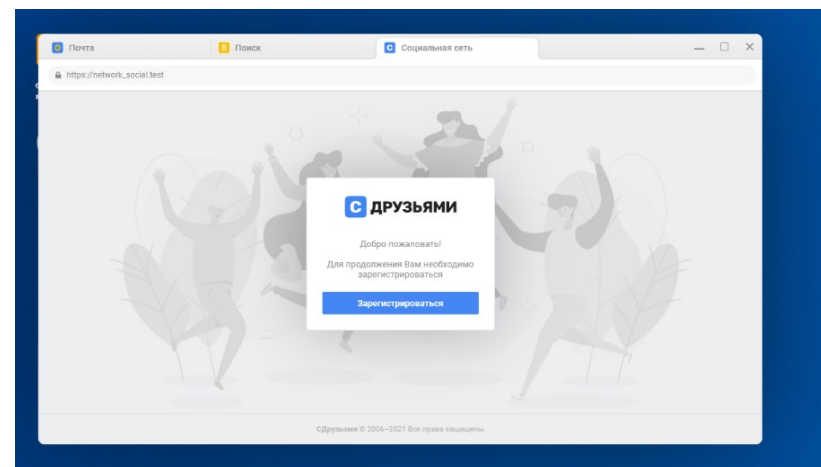 Почта
Поиск
Социальная сеть
https://network_social.test
С ДРУЗЬЯМИ
Добро пожаловать!
Для продолжения Вам необходимо
зарегистрироваться
Зарегистрироваться
СДрузьями © 2006–2021 Все права защищены